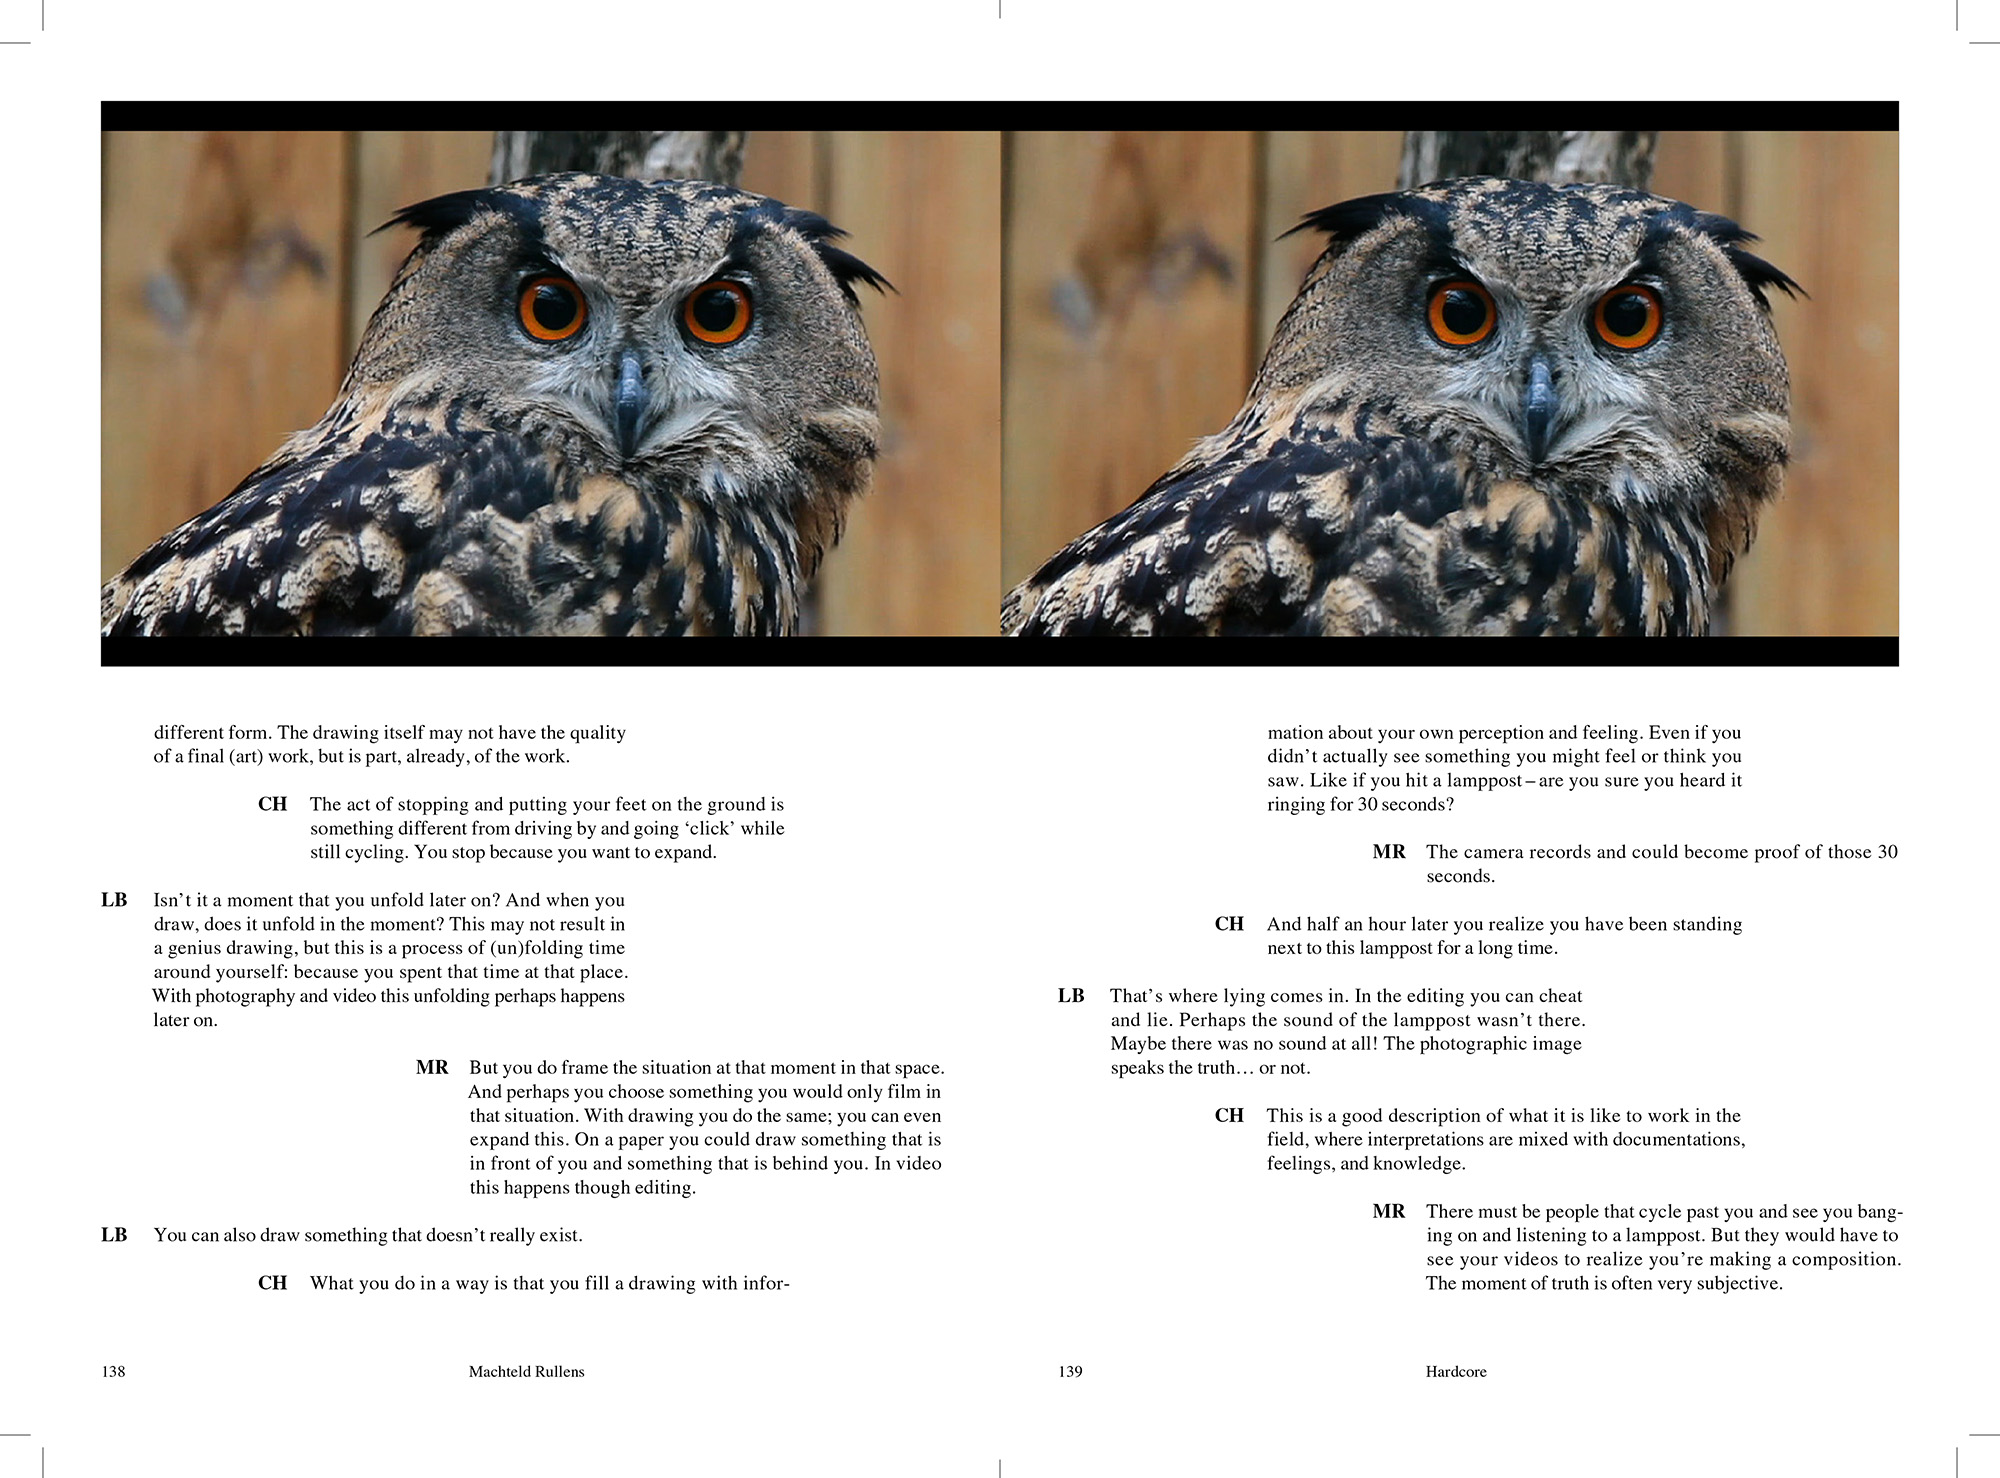 different form. The drawing itself may not have the quality
of a final (art) work, but is part, already, of the work.
CH The act of stopping and putting your feet on the ground is
something different from driving by and going ‘click’ while
still cycling. You stop because you want to expand.
LB Isn’t it a moment that you unfold later on? And when you
draw, does it unfold in the moment? This may not result in
a genius drawing, but this is a process of (un)folding time
around yourself: because you spent that time at that place.
With photography and video this unfolding perhaps happens
later on.
MR But you do frame the situation at that moment in that space.
And perhaps you choose something you would only film in
that situation. With drawing you do the same; you can even
expand this. On a paper you could draw something that is
in front of you and something that is behind you. In video
this happens though editing.
LB You can also draw something that doesn’t really exist.
CH What you do in a way is that you fill a drawing with infor-
138 Machteld Rullens
mation about your own perception and feeling. Even if you
didn’t actually see something you might feel or think you
saw. Like if you hit a lamppost – are you sure you heard it
ringing for 30 seconds?
MR The camera records and could become proof of those 30
seconds.
CH And half an hour later you realize you have been standing
next to this lamppost for a long time.
LB That’s where lying comes in. In the editing you can cheat
and lie. Perhaps the sound of the lamppost wasn’t there.
Maybe there was no sound at all! The photographic image
speaks the truth… or not.
CH This is a good description of what it is like to work in the
field, where interpretations are mixed with documentations,
feelings, and knowledge.
MR There must be people that cycle past you and see you bang-
ing on and listening to a lamppost. But they would have to
see your videos to realize you’re making a composition.
The moment of truth is often very subjective.
139 Hardcore